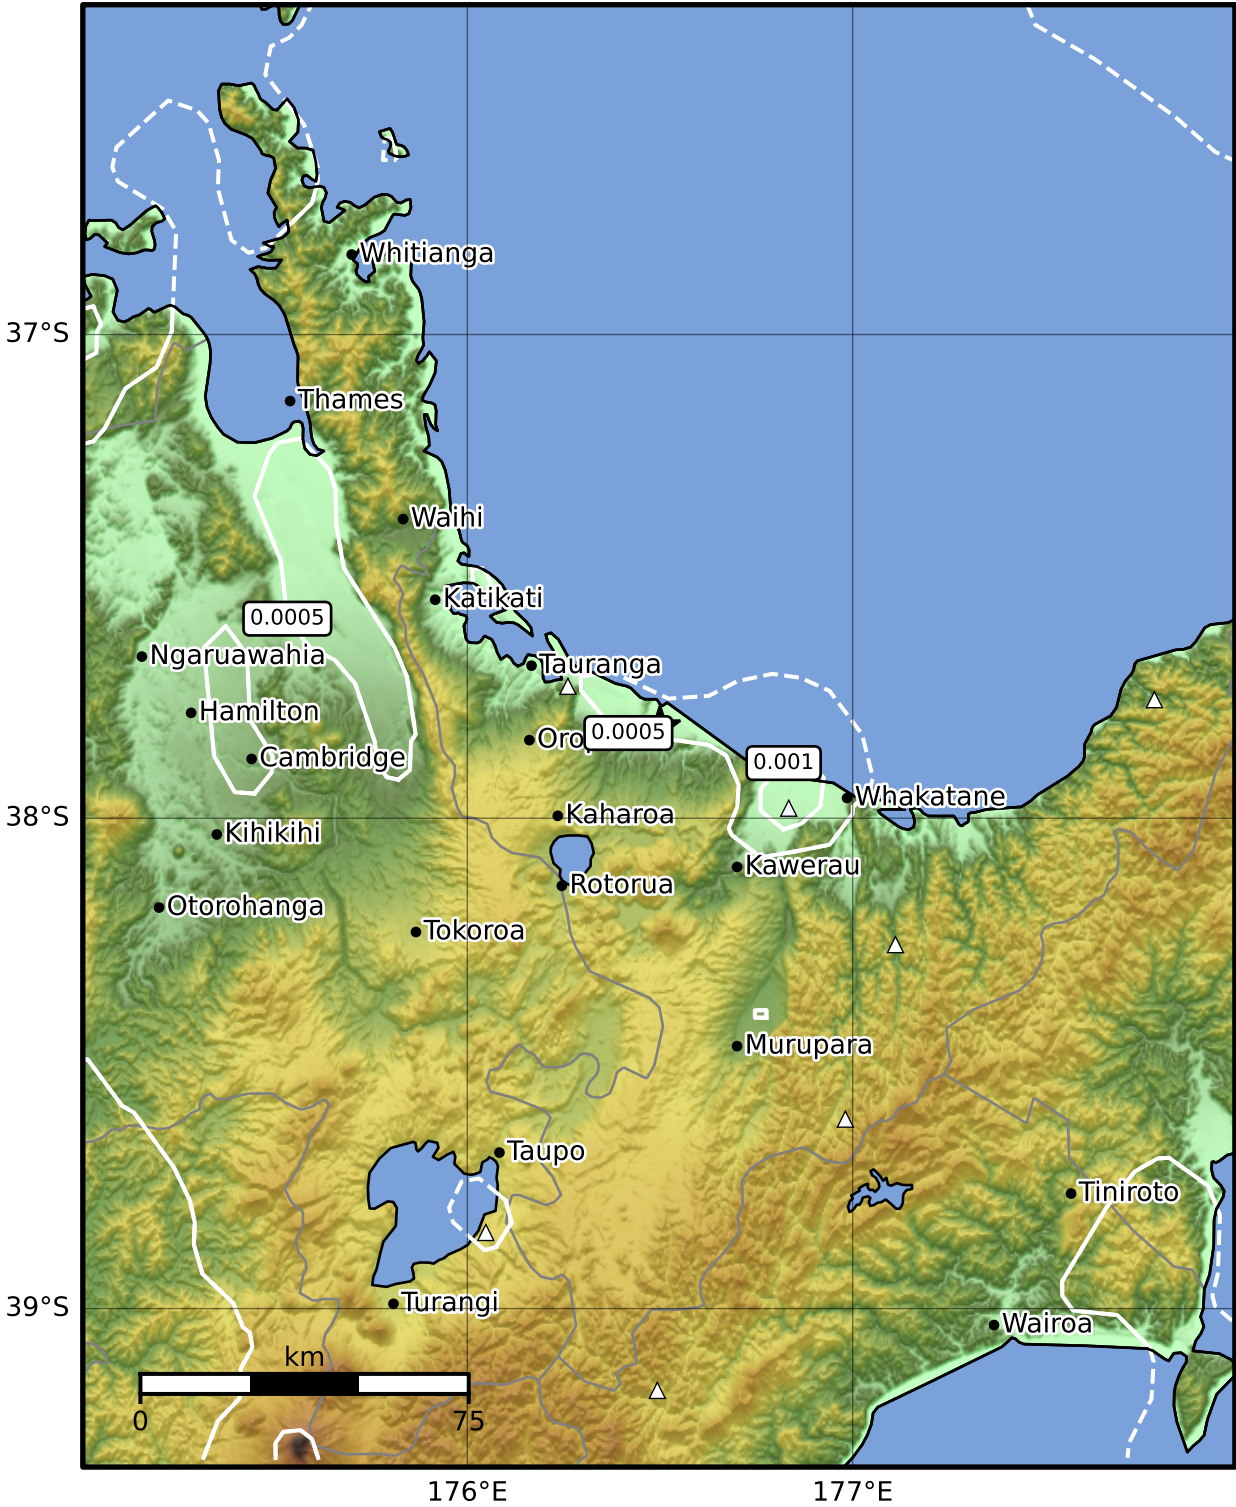 Whitianga
37°S
Thames
Waihi
Katikati
0.0005
Ngaruawahia
Tauranga
Hamilton
0.0005
Cambridge
0.001
Whakatane
38°S
Kaharoa
Kihikihi
Kawerau
Rotorua
Otorohanga
Tokoroa
Murupara
Taupo
Tiniroto
Turangi
39°S
Wairoa
km
0
75
176°E
177°E